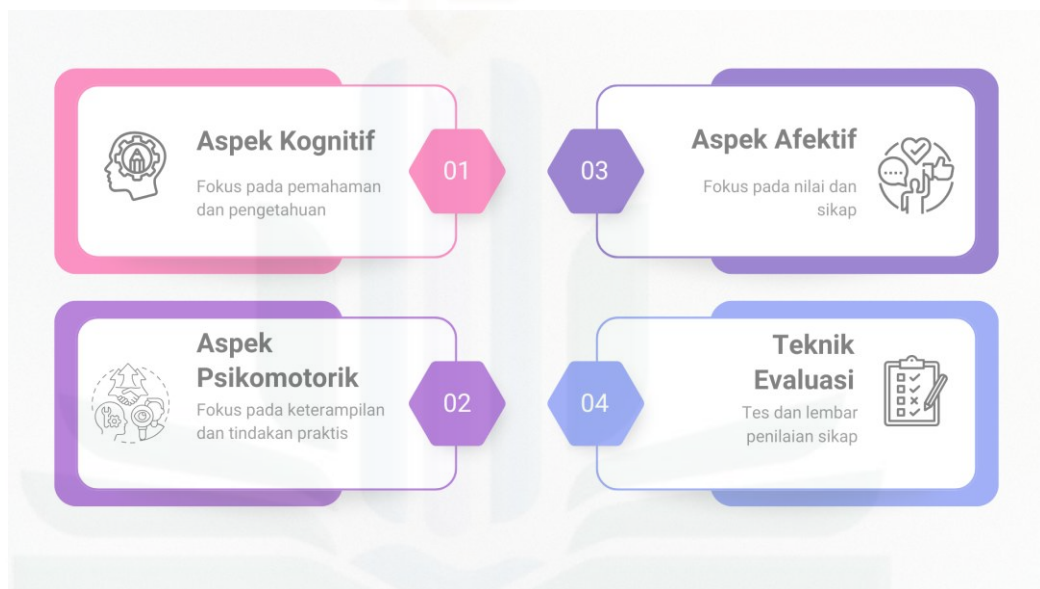 Aspek Kognitif
Fokus pada pemahaman
dan pengetahuan
01
Aspek
Psikomotorik
Fokus pada keterampilan
dan tindakan praktis
02
03
Aspek Afektif
Fokus pada nilai dan
sikap
04
Teknik
Evaluasi
Tes dan lembar
penilaian sikap